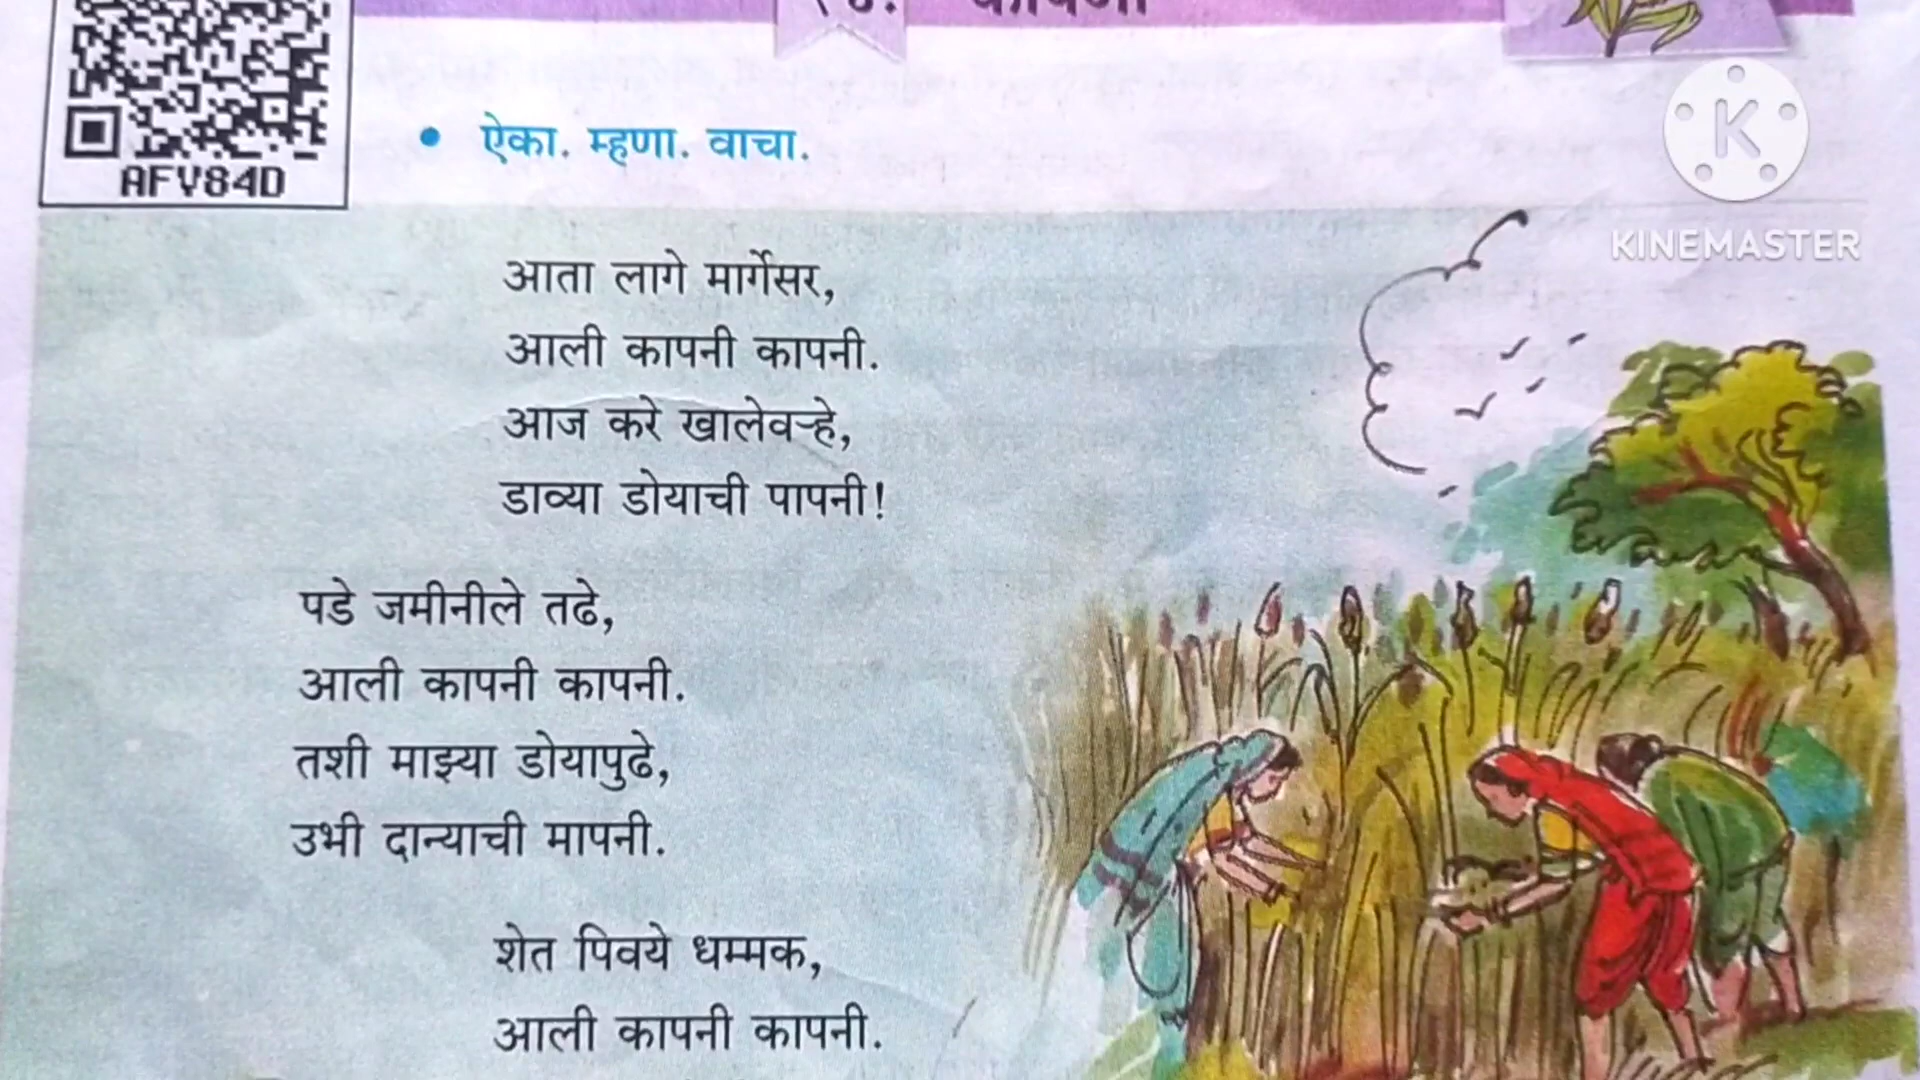 AFV84D
• ऐका. म्हणा. वाचा.
KINEMASTER
आता लागे मार्गेसर,
आली कापनी कापनी.
आज करे खालेवऱ्हे,
डाव्या डोयाची पापनी!
पडे जमीनीले तढे,
आली कापनी कापनी.
तशी माझ्या डोयापुढे,
उभी दान्याची मापनी.
शेत पिवये धम्मक,
आली कापनी कापनी.